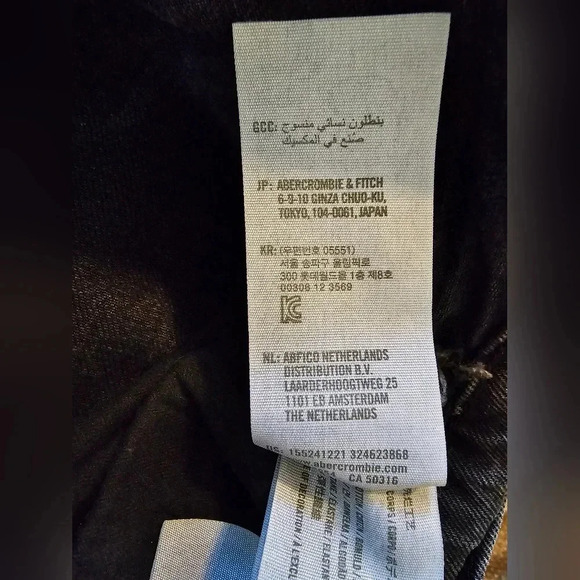 GCC: بنطلون نسائي منسوج
صُنع في المكسيك
JP: ABERCROMBIE & FITCH
6-9-10 GINZA CHUO-KU,
TOKYO, 104-0061, JAPAN
KR: (우편번호 05551)
서울 송파구 올림픽로
300 롯데월드몰 1층 제8호
00308 12 3569
NL: ABFICO NETHERLANDS
DISTRIBUTION B.V.
LAARDERHOOGTWEG 25
1101 EB AMSTERDAM
THE NETHERLANDS
US: 155241221 324623868
www.abercrombie.com
CA 50316